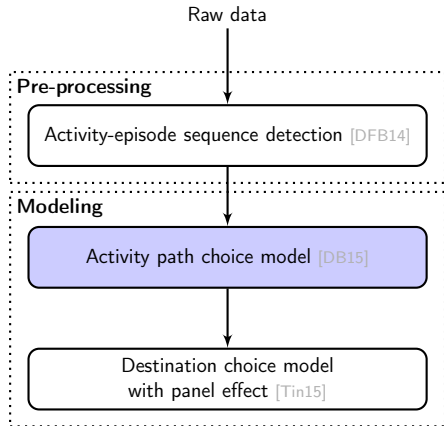 Raw data
Pre-processing
Activity-episode sequence detection [DFB14]
Modeling
Activity path choice model [DB15]
Destination choice model
with panel effect [Tin15]